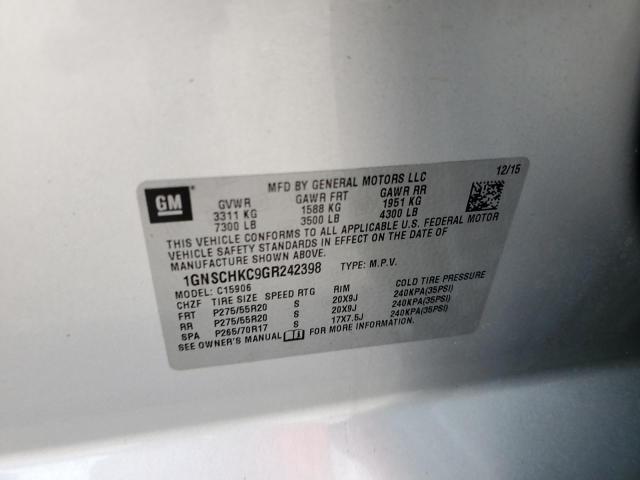 MFD BY GENERAL MOTORS LLC 12/15
GM GVWR GAWR FRT GAWR RR
3311 KG 1588 KG 1951 KG
7300 LB 3500 LB 4300 LB
THIS VEHICLE CONFORMS TO ALL APPLICABLE U.S. FEDERAL MOTOR
VEHICLE SAFETY STANDARDS IN EFFECT ON THE DATE OF
MANUFACTURE SHOWN ABOVE.
1GNSCHKC9GR242398 TYPE: M.P.V.
MODEL: C15906
CHZF TIRE SIZE SPEED RTG RIM COLD TIRE PRESSURE
FRT P275/55R20 S 20X9J 240KPA(35PSI)
RR P275/55R20 S 20X9J 240KPA(35PSI)
SPA P265/70R17 S 17X7.5J 240KPA(35PSI)
SEE OWNER'S MANUAL FOR MORE INFORMATION.